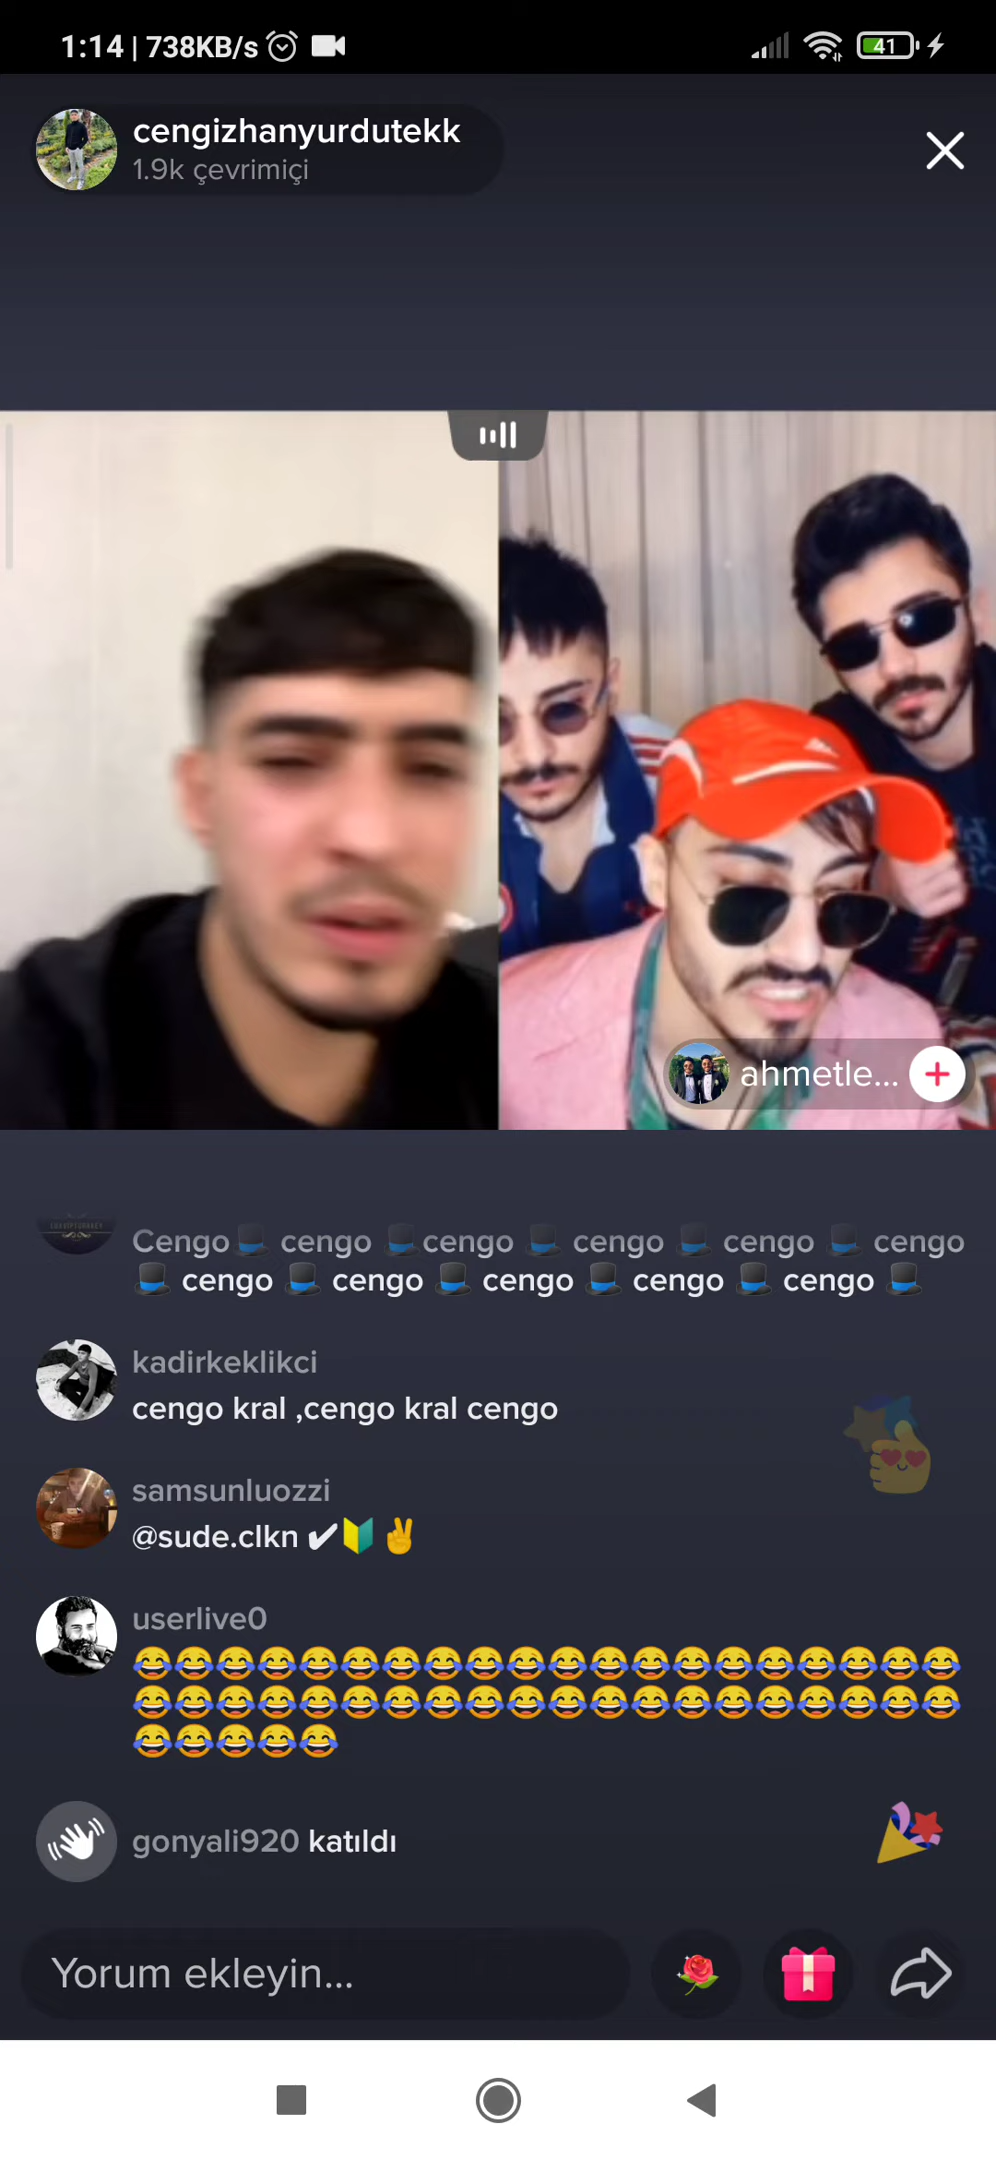 1:14 | 738KB/s 41
cengizhanyurdutekk
1.9k çevrimiçi
ahmetle...
Cengo🎩 cengo 🎩cengo 🎩 cengo 🎩 cengo 🎩 cengo
🎩 cengo 🎩 cengo 🎩 cengo 🎩 cengo 🎩 cengo 🎩
kadirkeklikci
cengo kral ,cengo kral cengo
samsunluozzi
@sude.clkn ✔🔰✌
userlive0
😂😂😂😂😂😂😂😂😂😂😂😂😂😂😂😂😂😂😂😂
😂😂😂😂😂😂😂😂😂😂😂😂😂😂😂😂😂😂😂😂
😂😂😂😂😂
gonyali920 katıldı
Yorum ekleyin...